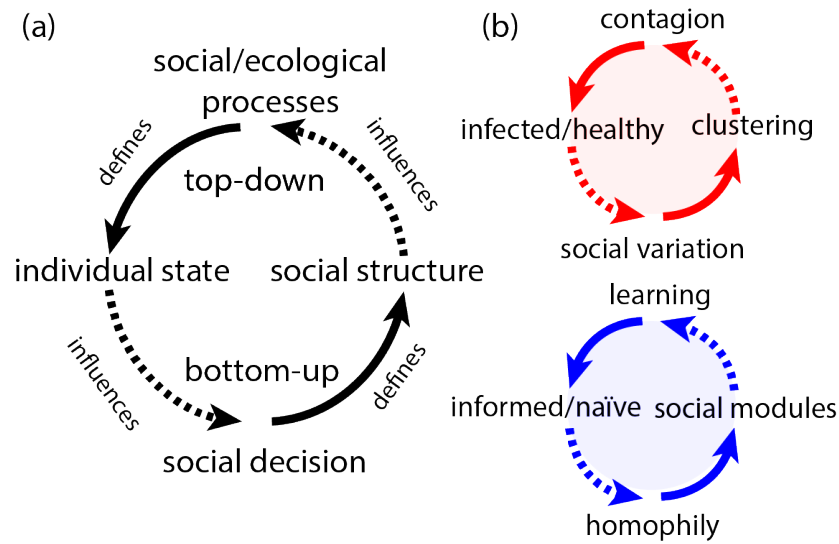 (a)
social/ecological
processes
defines
influences
top-down
individual state
social structure
influences
bottom-up
defines
social decision
(b)
contagion
infected/healthy
clustering
social variation
learning
informed/naïve
social modules
homophily